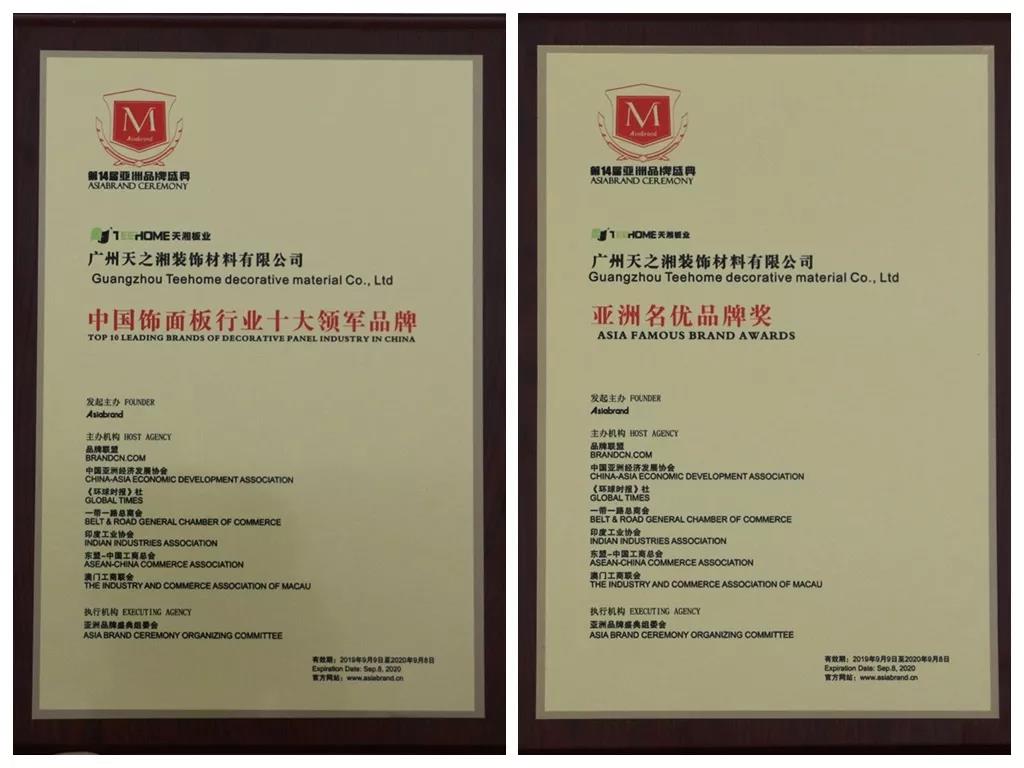 M
Asiabrand
第14届亚洲品牌盛典
ASIABRAND CEREMONY
TEEHOME天湘板业
广州天之湘装饰材料有限公司
Guangzhou Teehome decorative material Co., Ltd
中国饰面板行业十大领军品牌
TOP 10 LEADING BRANDS OF DECORATIVE PANEL INDUSTRY IN CHINA
发起主办 FOUNDER
Asiabrand
主办机构 HOST AGENCY
品牌联盟
BRANDCN.COM
中国亚洲经济发展协会
CHINA-ASIA ECONOMIC DEVELOPMENT ASSOCIATION
《环球时报》社
GLOBAL TIMES
一带一路总商会
BELT & ROAD GENERAL CHAMBER OF COMMERCE
印度工业协会
INDIAN INDUSTRIES ASSOCIATION
东盟-中国工商总会
ASEAN-CHINA COMMERCE ASSOCIATION
澳门工商联会
THE INDUSTRY AND COMMERCE ASSOCIATION OF MACAU
执行机构 EXECUTING AGENCY
亚洲品牌盛典组委会
ASIA BRAND CEREMONY ORGANIZING COMMITTEE
有效期：2019年9月9日至2020年9月8日
Expiration Date: Sep.8, 2020
官方网站：www.asiabrand.cn
M
Asiabrand
第14届亚洲品牌盛典
ASIABRAND CEREMONY
TEEHOME天湘板业
广州天之湘装饰材料有限公司
Guangzhou Teehome decorative material Co., Ltd
亚洲名优品牌奖
ASIA FAMOUS BRAND AWARDS
发起主办 FOUNDER
Asiabrand
主办机构 HOST AGENCY
品牌联盟
BRANDCN.COM
中国亚洲经济发展协会
CHINA-ASIA ECONOMIC DEVELOPMENT ASSOCIATION
《环球时报》社
GLOBAL TIMES
一带一路总商会
BELT & ROAD GENERAL CHAMBER OF COMMERCE
印度工业协会
INDIAN INDUSTRIES ASSOCIATION
东盟-中国工商总会
ASEAN-CHINA COMMERCE ASSOCIATION
澳门工商联会
THE INDUSTRY AND COMMERCE ASSOCIATION OF MACAU
执行机构 EXECUTING AGENCY
亚洲品牌盛典组委会
ASIA BRAND CEREMONY ORGANIZING COMMITTEE
有效期：2019年9月9日至2020年9月8日
Expiration Date: Sep.8, 2020
官方网站：www.asiabrand.cn